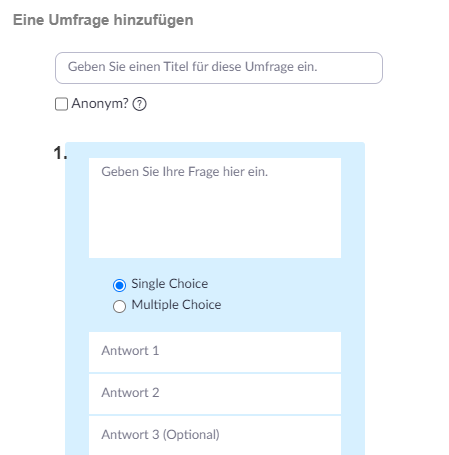 Eine Umfrage hinzufügen
Geben Sie einen Titel für diese Umfrage ein.
Anonym? ?
1.
Geben Sie Ihre Frage hier ein.
Single Choice
Multiple Choice
Antwort 1
Antwort 2
Antwort 3 (Optional)